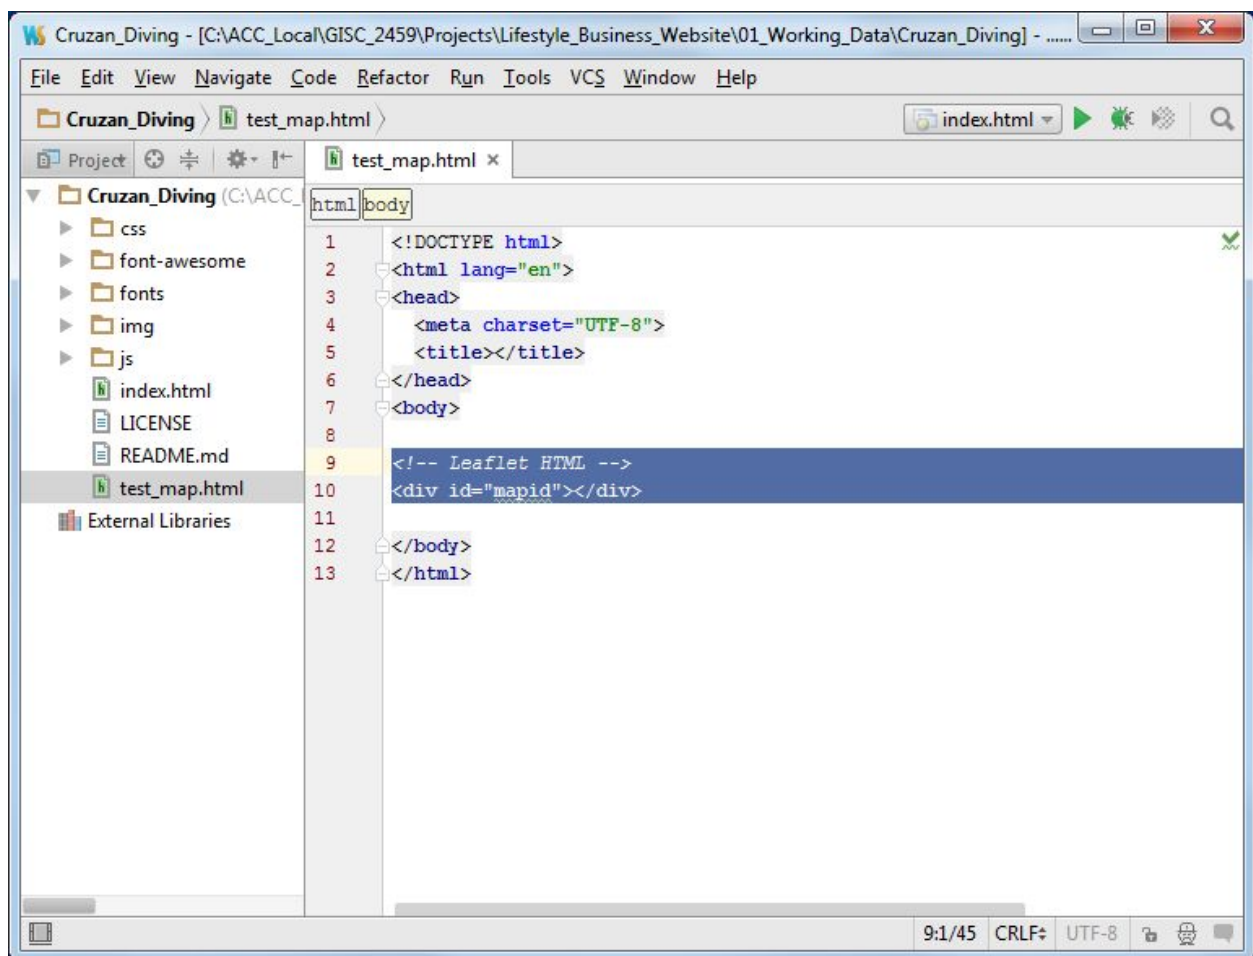 WS Cruzan_Diving - [C:\ACC_Local\GISC_2459\Projects\Lifestyle_Business_Website\01_Working_Data\Cruzan_Diving] - ......
File Edit View Navigate Code Refactor Run Tools VCS Window Help
Cruzan_Diving test_map.html index.html
Project test_map.html ×
Cruzan_Diving (C:\ACC_
css
font-awesome
fonts
img
js
index.html
LICENSE
README.md
test_map.html
External Libraries
html body
1 <!DOCTYPE html>
2 <html lang="en">
3 <head>
4 <meta charset="UTF-8">
5 <title></title>
6 </head>
7 <body>
8
9 <!-- Leaflet HTML -->
10 <div id="mapid"></div>
11
12 </body>
13 </html>
9:1/45 CRLF UTF-8